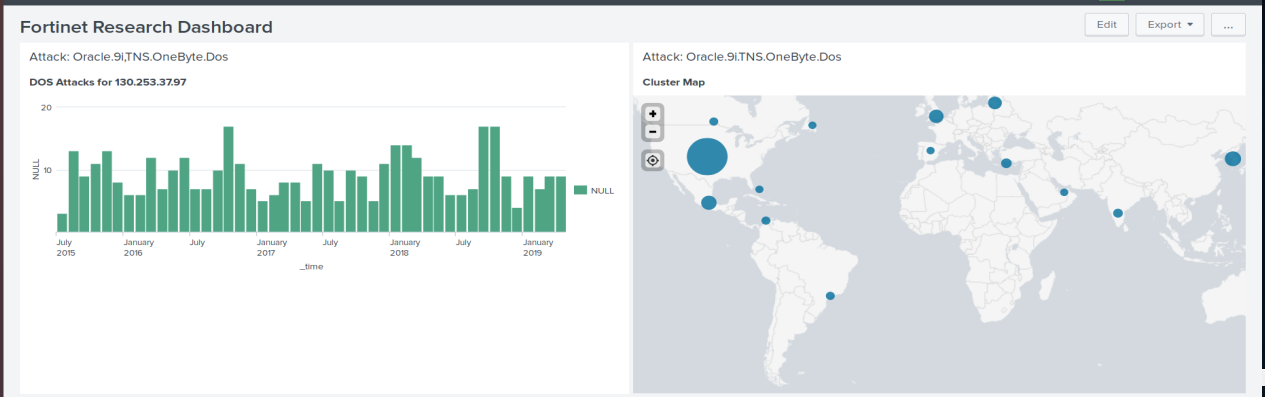 Fortinet Research Dashboard
Edit
Export
...
Attack: Oracle.9i,TNS.OneByte.Dos
DOS Attacks for 130.253.37.97
20
10
NULL
July
2015
January
2016
July
January
2017
July
January
2018
July
January
2019
_time
NULL
Attack: Oracle.9i.TNS.OneByte.Dos
Cluster Map
+
−